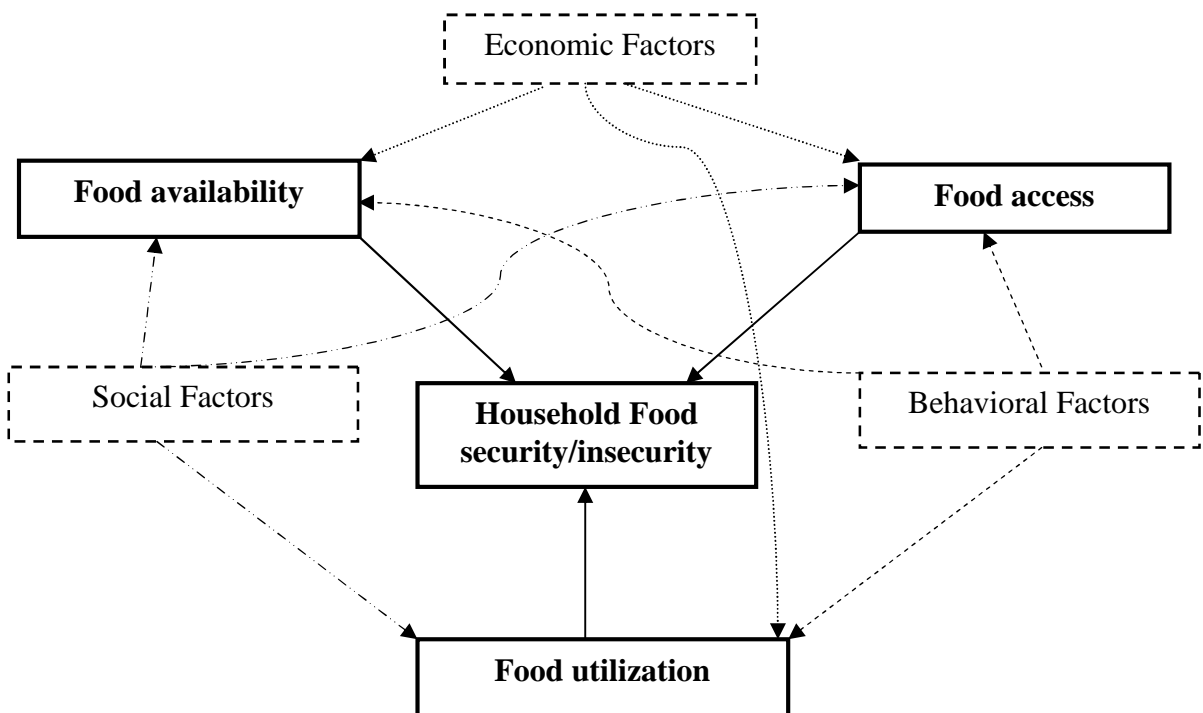 Economic Factors
Food availability
Food access
Social Factors
Household Food
security/insecurity
Behavioral Factors
Food utilization